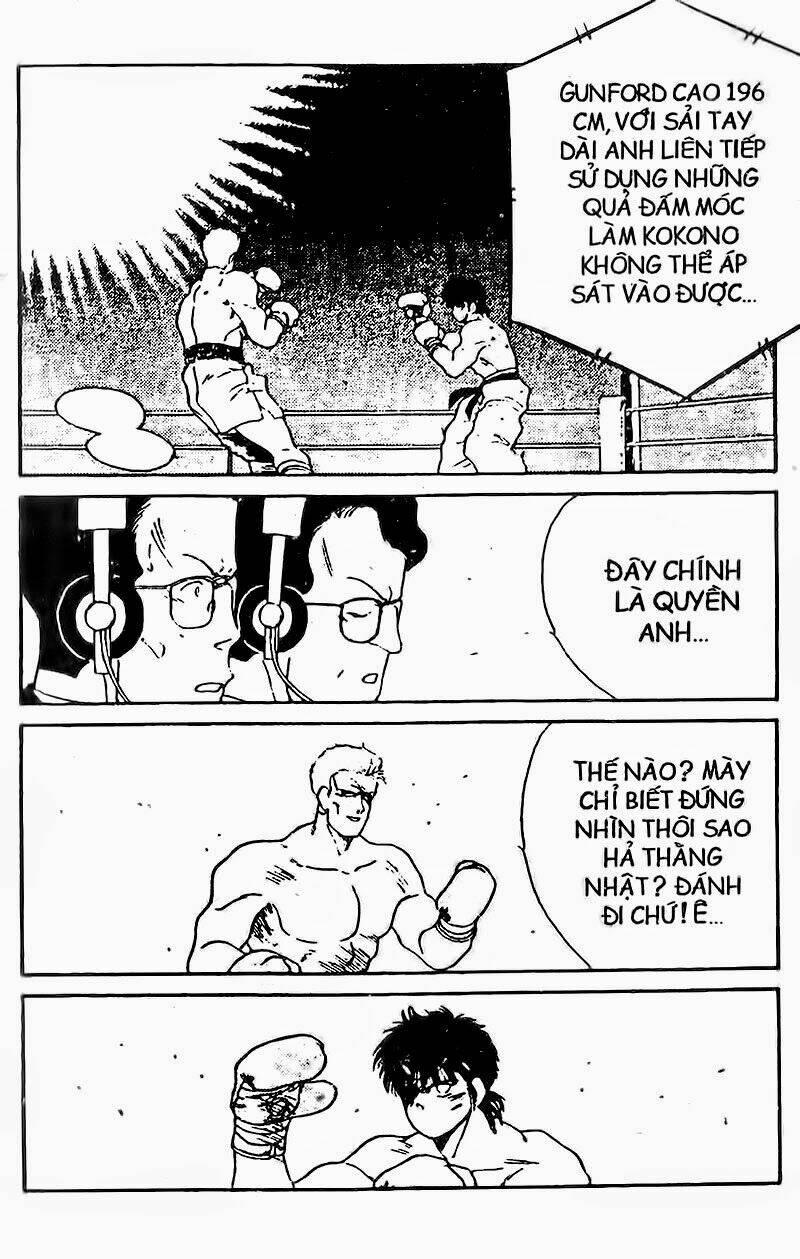 GUNFORD CAO 196
CM, VỚI SẢI TAY
DÀI ANH LIÊN TIẾP
SỬ DỤNG NHỮNG
QUẢ ĐẤM MÓC
LÀM KOKONO
KHÔNG THỂ ÁP
SÁT VÀO ĐƯỢC...
ĐÂY CHÍNH
LÀ QUYỀN
ANH...
THẾ NÀO? MÀY
CHỈ BIẾT ĐỨNG
NHÌN THÔI SAO
HẢ THẰNG
NHẬT? ĐÁNH
ĐI CHỨ! Ê...